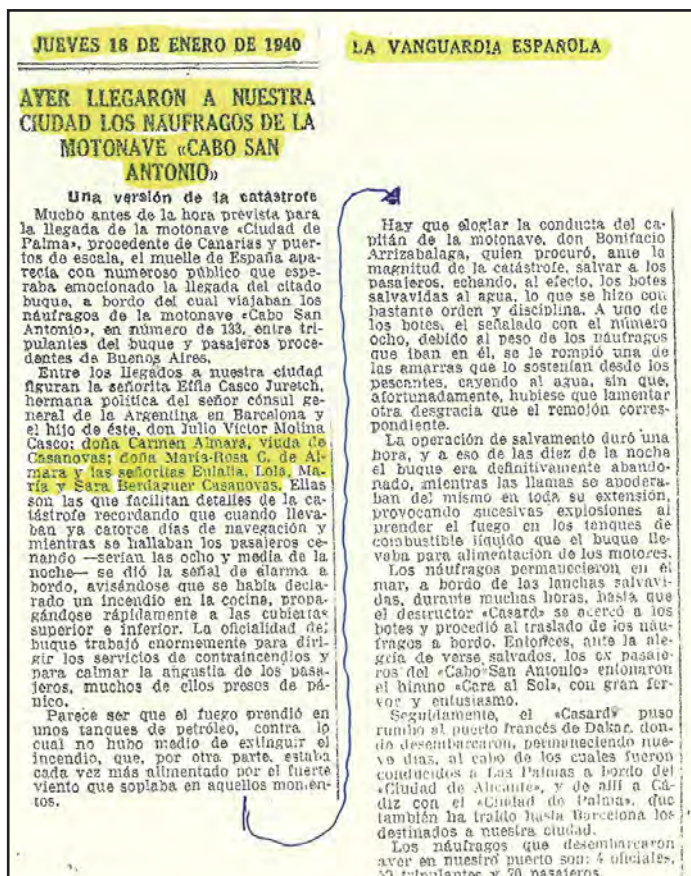 JUEVES 18 DE ENERO DE 1940
LA VANGUARDIA ESPAÑOLA
AYER LLEGARON A NUESTRA
CIUDAD LOS NAUFRAGOS DE LA
MOTONAVE «CABO SAN
ANTONIO»
Una versión de la catástrofe
Mucho antes de la hora prevista para
la llegada de la motonave «Ciudad de
Palma», procedente de Canarias y puer-
tos de escala, el muelle de España apa-
recía con numeroso público que espe-
raba emocionado la llegada del citado
buque, a bordo del cual viajaban los
náufragos de la motonave «Cabo San
Antonio», en número de 133, entre tri-
pulantes del buque y pasajeros proce-
dentes de Buenos Aires.
Entre los llegados a nuestra ciudad
figuran la señorita Effie Casco Juretch,
hermana política del señor cónsul ge-
neral de la Argentina en Barcelona y
el hijo de éste, don Julio Víctor Molina
Casco; doña Carmen Almara, viuda de
Casanovas; doña María-Rosa C. de Al-
mara y las señoritas Eulalia, Lola, Ma-
ría y Sara Berdaguer Casanovas. Ellas
son las que facilitan detalles de la ca-
tástrofe recordando que cuando lleva-
ban ya catorce días de navegación y
mientras se hallaban los pasajeros ce-
nando —serían las ocho y media de la
noche— se dió la señal de alarma a
bordo, avisándose que se había decla-
rado un incendio en la cocina, propa-
gándose rápidamente a las cubiertas
superior e inferior. La oficialidad del
buque trabajó enormemente para diri-
gir los servicios de contraincendios y
para calmar la angustia de los pasa-
jeros, muchos de ellos presos de pá-
nico.
Parece ser que el fuego prendió en
unos tanques de petróleo, contra lo
cual no hubo medio de extinguir el
incendio, que, por otra parte, estaba
cada vez más alimentado por el fuerte
viento que soplaba en aquellos momen-
tos.
Hay que elogiar la conducta del ca-
pitán de la motonave, don Bonifacio
Arrizabalaga, quien procuró, ante la
magnitud de la catástrofe, salvar a los
pasajeros, echando, al efecto, los botes
salvavidas al agua, lo que se hizo con
bastante orden y disciplina. A uno de
los botes, el señalado con el número
ocho, debido al peso de los náufragos
que iban en él, se le rompió una de
las amarras que lo sostenían desde los
pescantes, cayendo al agua, sin que,
afortunadamente, hubiese que lamentar
otra desgracia que el remojón corres-
pondiente.
La operación de salvamento duró una
hora, y a eso de las diez de la noche
el buque era definitivamente abando-
nado, mientras las llamas se apodera-
ban del mismo en toda su extensión,
provocando sucesivas explosiones al
prender el fuego en los tanques de
combustible líquido que el buque lle-
vaba para alimentación de los motores.
Los náufragos permanecieron en el
mar, a bordo de las lanchas salvavi-
das, durante muchas horas, hasta que
el destructor «Casard» se acercó a los
botes y procedió al traslado de los náu-
fragos a bordo. Entonces, ante la ale-
gría de verse salvados, los ex pasaje-
ros del «Cabo San Antonio» entonaron
el himno «Cara al Sol», con gran fer-
vor y entusiasmo.
Seguidamente, el «Casard» puso
rumbo al puerto francés de Dakar, don-
de desembarcaron, permaneciendo nue-
ve días, al cabo de los cuales fueron
conducidos a Las Palmas a bordo del
«Ciudad de Alicante», y de allí a Cá-
diz con el «Ciudad de Palma», que
también ha traído hasta Barcelona los
destinados a nuestra ciudad.
Los náufragos que desembarcaron
ayer en nuestro puerto son: 4 oficiales,
tripulantes y 70 pasajeros.